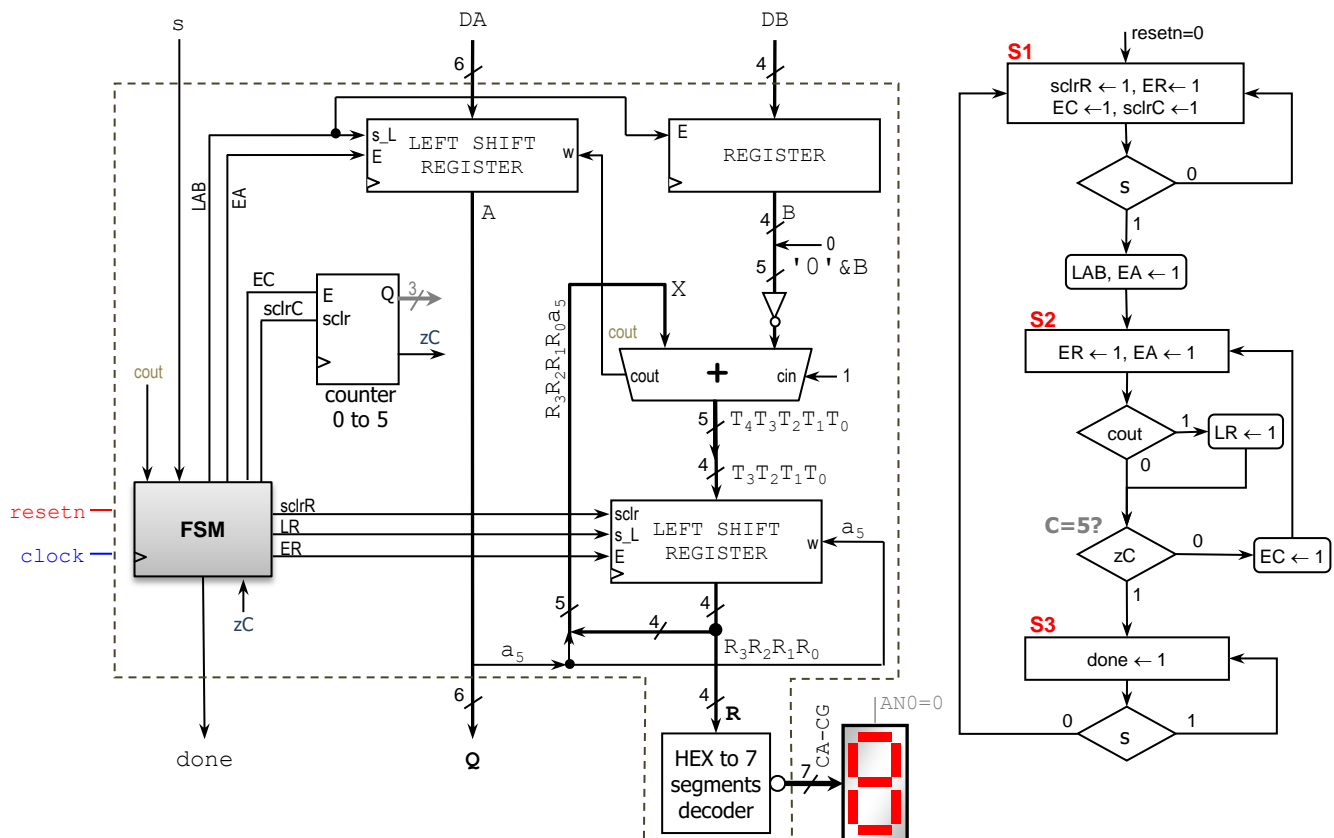 s
DA
DB
resetn=0
S1
6
4
sclrR ← 1, ER← 1
EC ←1, sclrC ←1
s_L
E
LEFT SHIFT
REGISTER
w
E
REGISTER
LAB
EA
s
0
1
A
B
4
0
5
'0'&B
LAB, EA ← 1
EC
sclrC
E
sclr
Q
3
zC
X
cout
S2
ER ← 1, EA ← 1
cout
counter
0 to 5
R3R2R1R0a5
cout
+
cin
1
cout
1
LR ← 1
0
5
T4T3T2T1T0
4
T3T2T1T0
resetn
clock
FSM
sclrR
LR
ER
sclr
s_L
E
LEFT SHIFT
REGISTER
w
a5
C=5?
zC
0
EC ← 1
1
zC
5
4
4
R3R2R1R0
a5
S3
done ← 1
6
4
R
AN0=0
0
s
1
done
Q
HEX to 7
segments
decoder
7
CA-CG